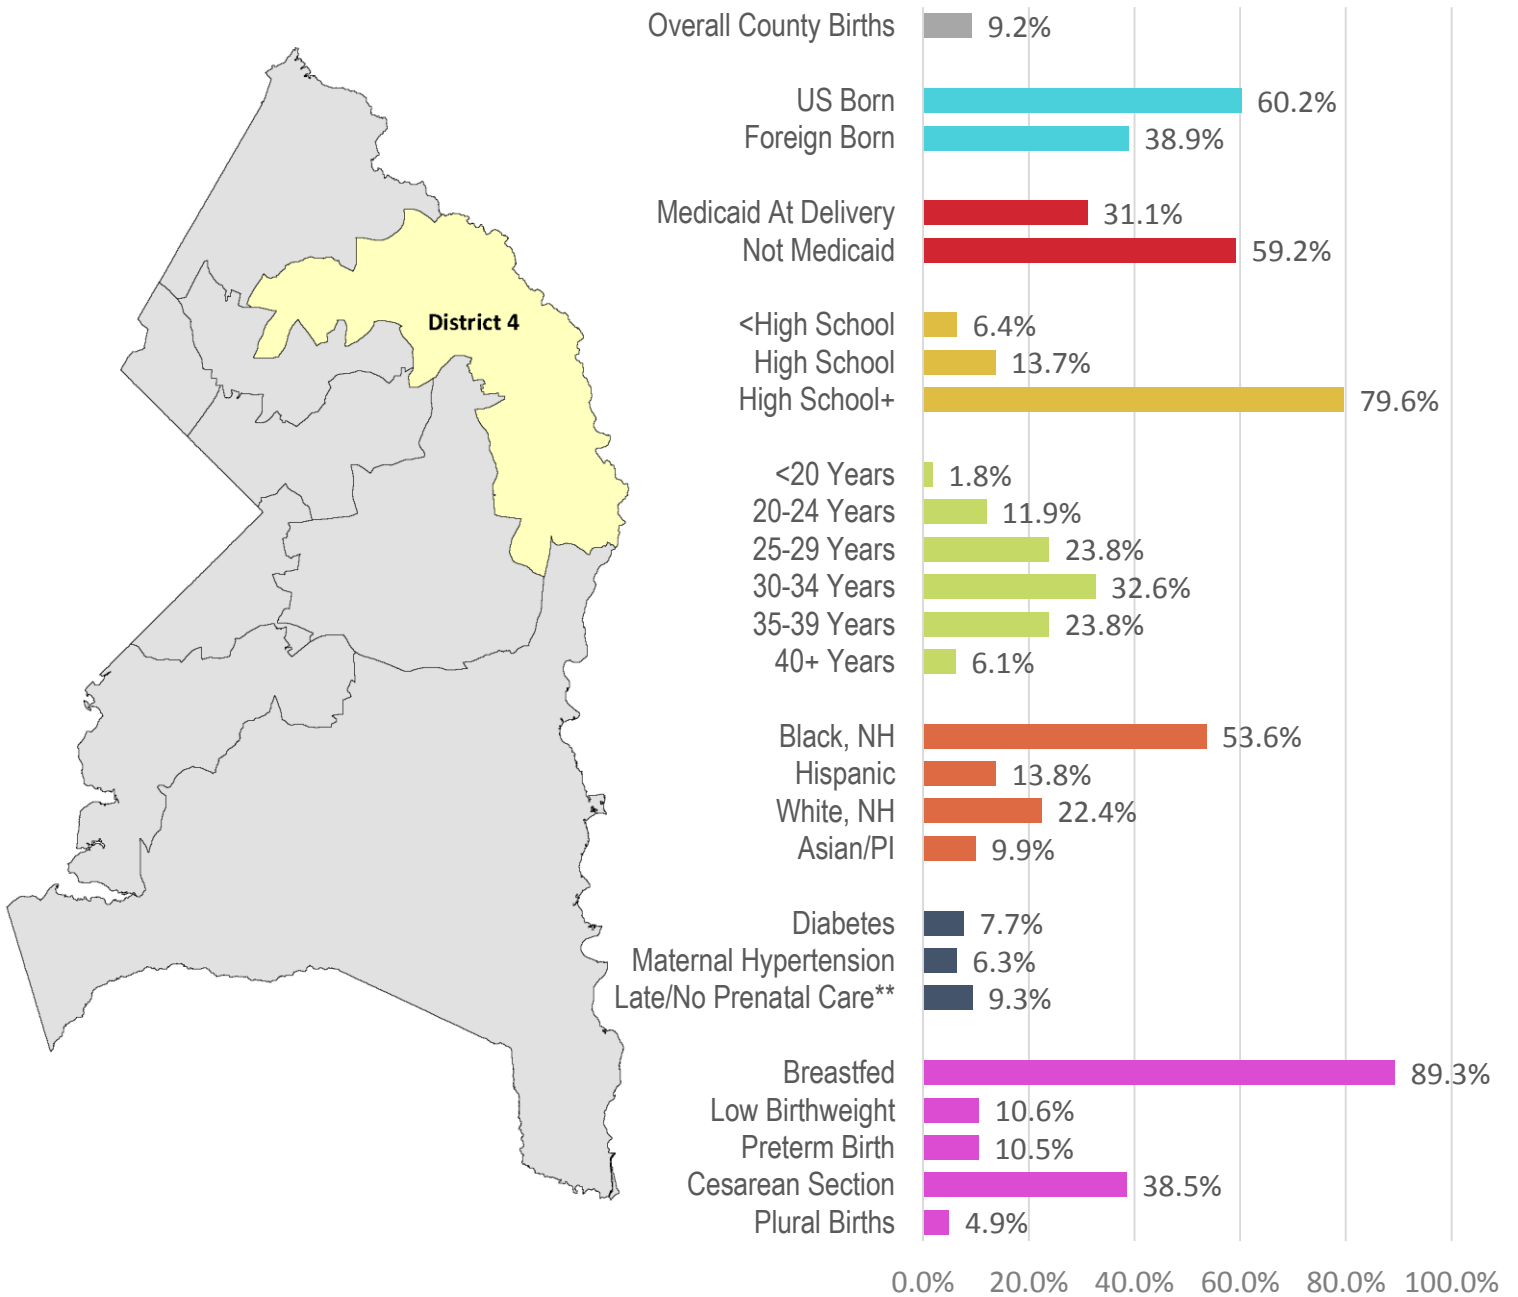 District 4
Overall County Births 9.2%
US Born 60.2%
Foreign Born 38.9%
Medicaid At Delivery 31.1%
Not Medicaid 59.2%
<High School 6.4%
High School 13.7%
High School+ 79.6%
<20 Years 1.8%
20-24 Years 11.9%
25-29 Years 23.8%
30-34 Years 32.6%
35-39 Years 23.8%
40+ Years 6.1%
Black, NH 53.6%
Hispanic 13.8%
White, NH 22.4%
Asian/PI 9.9%
Diabetes 7.7%
Maternal Hypertension 6.3%
Late/No Prenatal Care** 9.3%
Breastfed 89.3%
Low Birthweight 10.6%
Preterm Birth 10.5%
Cesarean Section 38.5%
Plural Births 4.9%
0.0% 20.0% 40.0% 60.0% 80.0% 100.0%